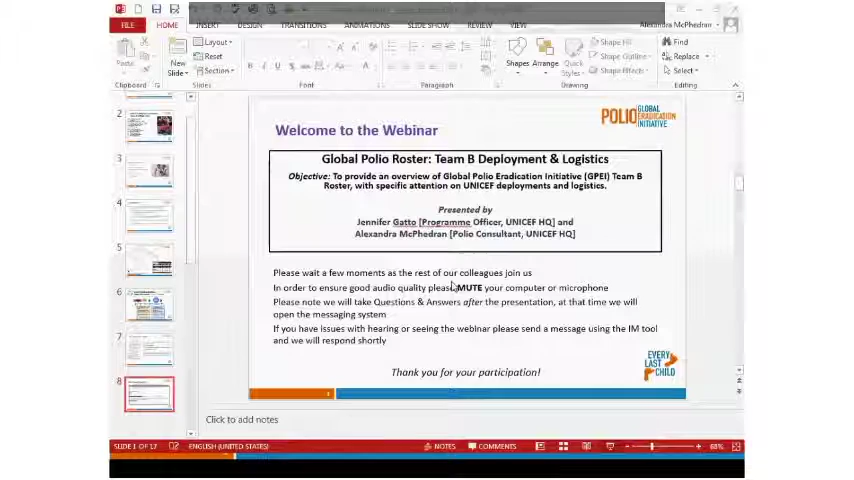 FILE HOME INSERT DESIGN TRANSITIONS ANIMATIONS SLIDE SHOW REVIEW VIEW Alexandra McPhedran
Paste New Slide Layout Reset Section Shapes Arrange Quick Styles Shape Fill Shape Outline Shape Effects Find Replace Select
Clipboard Slides Font Paragraph Drawing Editing
2
3
4
5
6
7
8
POLIO GLOBAL ERADICATION INITIATIVE
Welcome to the Webinar
Global Polio Roster: Team B Deployment & Logistics
Objective: To provide an overview of Global Polio Eradication Initiative (GPEI) Team B
Roster, with specific attention on UNICEF deployments and logistics.
Presented by
Jennifer Gatto [Programme Officer, UNICEF HQ] and
Alexandra McPhedran [Polio Consultant, UNICEF HQ]
Please wait a few moments as the rest of our colleagues join us
In order to ensure good audio quality please MUTE your computer or microphone
Please note we will take Questions & Answers after the presentation, at that time we will
open the messaging system
If you have issues with hearing or seeing the webinar please send a message using the IM tool
and we will respond shortly
EVERY
LAST
CHILD
Thank you for your participation!
Click to add notes
SLIDE 1 OF 17 ENGLISH (UNITED STATES) NOTES COMMENTS 68%